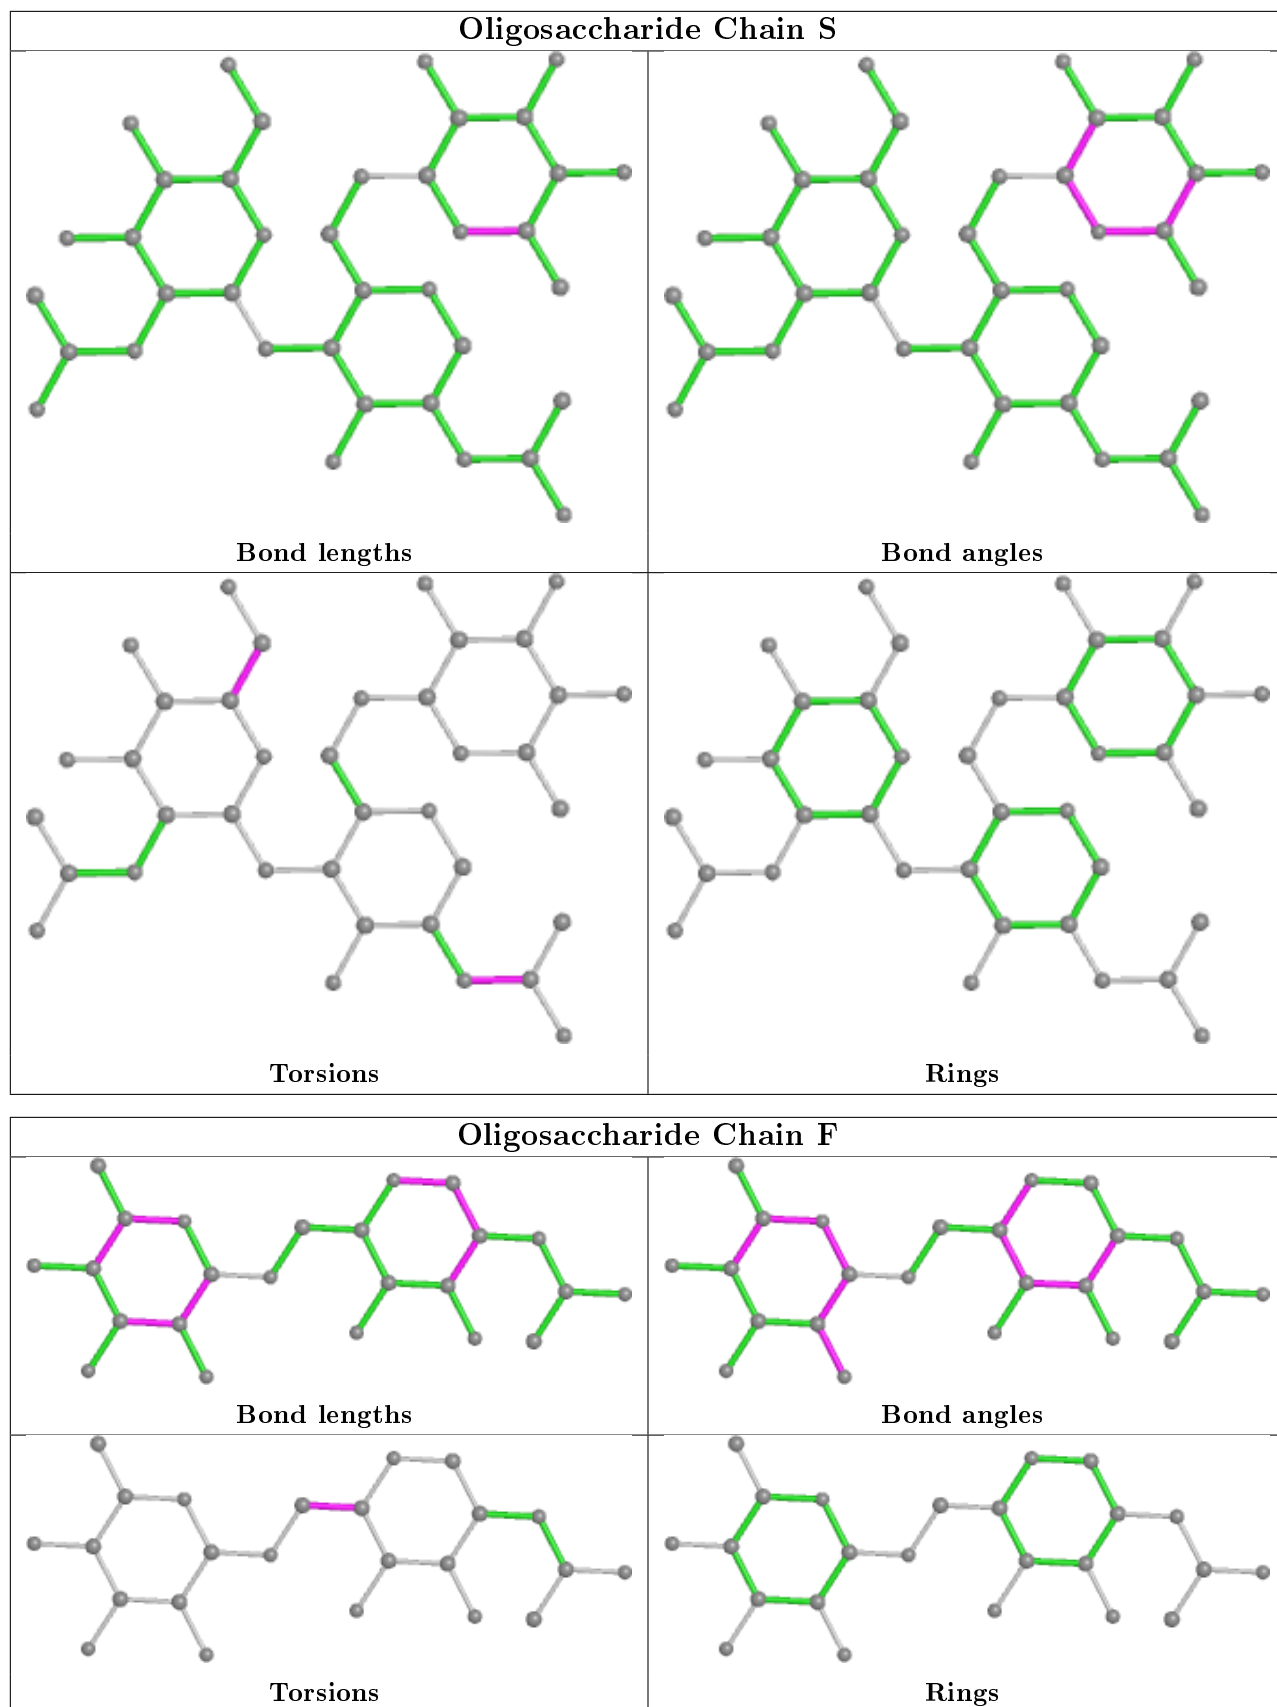 Oligosaccharide Chain S
Bond lengths
Bond angles
Torsions
Rings
Oligosaccharide Chain F
Bond lengths
Bond angles
Torsions
Rings